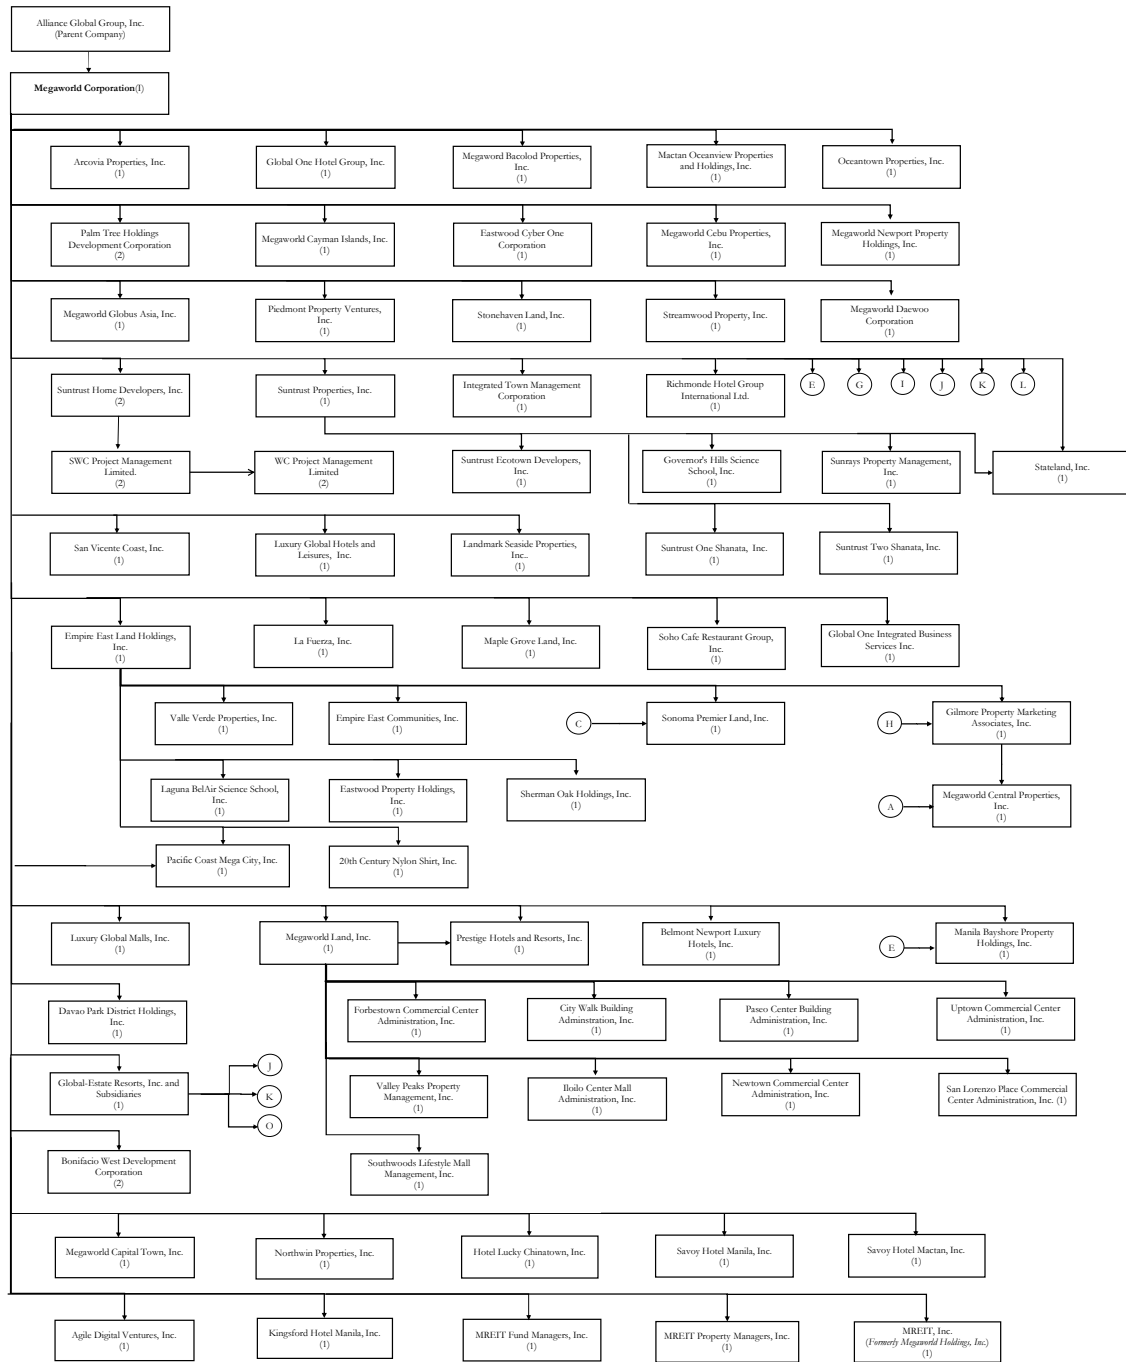 Alliance Global Group, Inc.
(Parent Company)
Megaworld Corporation(1)
Arcovia Properties, Inc.
(1)
Global One Hotel Group, Inc.
(1)
Megaword Bacolod Properties,
Inc.
(1)
Mactan Oceanview Properties
and Holdings, Inc.
(1)
Oceantown Properties, Inc.
(1)
Palm Tree Holdings
Development Corporation
(2)
Megaworld Cayman Islands, Inc.
(1)
Eastwood Cyber One
Corporation
(1)
Megaworld Cebu Properties,
Inc.
(1)
Megaworld Newport Property
Holdings, Inc.
(1)
Megaworld Globus Asia, Inc.
(1)
Piedmont Property Ventures,
Inc.
(1)
Stonehaven Land, Inc.
(1)
Streamwood Property, Inc.
(1)
Megaworld Daewoo
Corporation
(1)
Suntrust Home Developers, Inc.
(2)
Suntrust Properties, Inc.
(1)
Integrated Town Management
Corporation
(1)
Richmonde Hotel Group
International Ltd.
(1)
E
G
I
J
K
L
SWC Project Management
Limited.
(2)
WC Project Management
Limited
(2)
Suntrust Ecotown Developers,
Inc.
(1)
Governor's Hills Science
School, Inc.
(1)
Sunrays Property Management,
Inc.
(1)
Stateland, Inc.
(1)
San Vicente Coast, Inc.
(1)
Luxury Global Hotels and
Leisures, Inc.
(1)
Landmark Seaside Properties,
Inc..
(1)
Suntrust One Shanata, Inc.
(1)
Suntrust Two Shanata, Inc.
(1)
Empire East Land Holdings,
Inc.
(1)
La Fuerza, Inc.
(1)
Maple Grove Land, Inc.
(1)
Soho Cafe Restaurant Group,
Inc.
(1)
Global One Integrated Business
Services Inc.
(1)
Valle Verde Properties, Inc.
(1)
Empire East Communities, Inc.
(1)
C
Sonoma Premier Land, Inc.
(1)
H
Gilmore Property Marketing
Associates, Inc.
(1)
Laguna BelAir Science School,
Inc.
(1)
Eastwood Property Holdings,
Inc.
(1)
Sherman Oak Holdings, Inc.
(1)
A
Megaworld Central Properties,
Inc.
(1)
Pacific Coast Mega City, Inc.
(1)
20th Century Nylon Shirt, Inc.
(1)
Luxury Global Malls, Inc.
(1)
Megaworld Land, Inc.
(1)
Prestige Hotels and Resorts, Inc.
(1)
Belmont Newport Luxury
Hotels, Inc.
(1)
E
Manila Bayshore Property
Holdings, Inc.
(1)
Davao Park District Holdings,
Inc.
(1)
Forbestown Commercial Center
Administration, Inc.
(1)
City Walk Building
Adminstration, Inc.
(1)
Paseo Center Building
Administration, Inc.
(1)
Uptown Commercial Center
Administration, Inc.
(1)
Global-Estate Resorts, Inc. and
Subsidiaries
(1)
J
K
O
Valley Peaks Property
Management, Inc.
(1)
Iloilo Center Mall
Administration, Inc.
(1)
Newtown Commercial Center
Administration, Inc.
(1)
San Lorenzo Place Commercial
Center Administration, Inc. (1)
Bonifacio West Development
Corporation
(2)
Southwoods Lifestyle Mall
Management, Inc.
(1)
Megaworld Capital Town, Inc.
(1)
Northwin Properties, Inc.
(1)
Hotel Lucky Chinatown, Inc.
(1)
Savoy Hotel Manila, Inc.
(1)
Savoy Hotel Mactan, Inc.
(1)
Agile Digital Ventures, Inc.
(1)
Kingsford Hotel Manila, Inc.
(1)
MREIT Fund Managers, Inc.
(1)
MREIT Property Managers, Inc.
(1)
MREIT, Inc.
(Formerly Megaworld Holdings, Inc.)
(1)